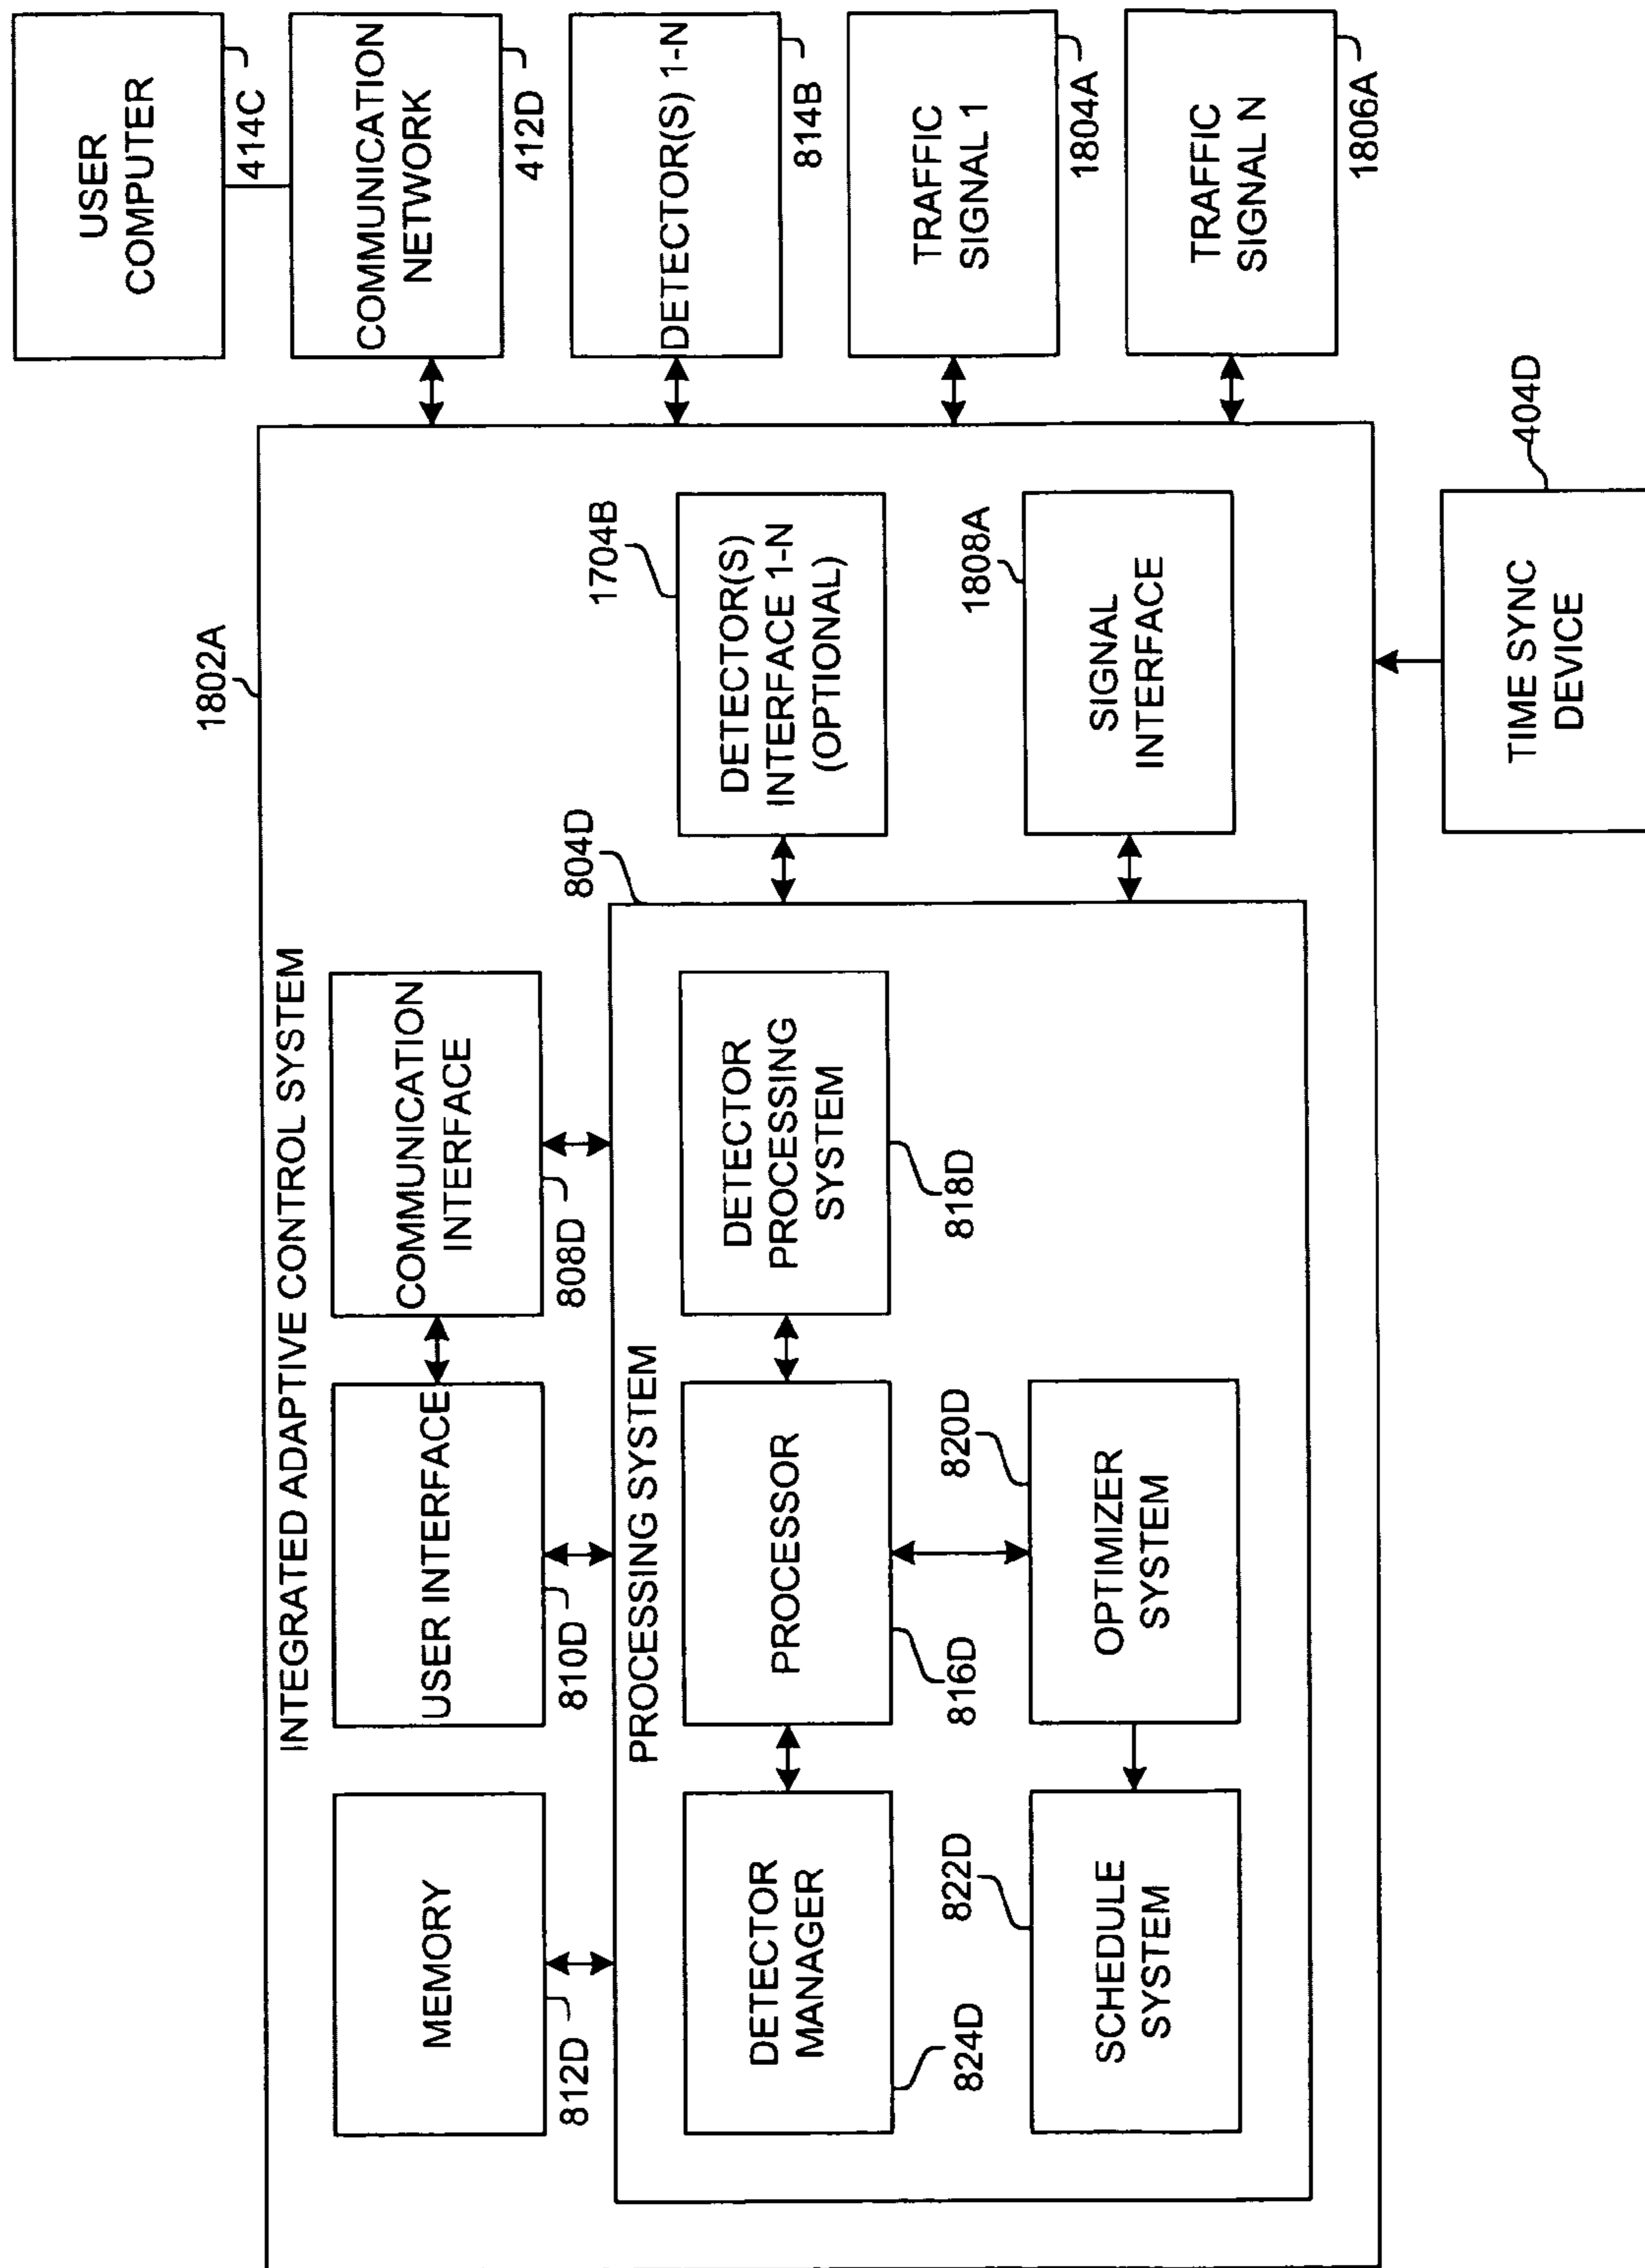 USER
COMPUTER
414C
COMMUNICATION
NETWORK
412D
DETECTOR(S) 1-N
814B
TRAFFIC
SIGNAL 1
1804A
TRAFFIC
SIGNAL N
1806A
1802A
INTEGRATED ADAPTIVE CONTROL SYSTEM
MEMORY
812D
USER INTERFACE
810D
COMMUNICATION
INTERFACE
808D
1704B
DETECTOR(S)
INTERFACE 1-N
(OPTIONAL)
1808A
SIGNAL
INTERFACE
804D
PROCESSING SYSTEM
DETECTOR
MANAGER
824D
PROCESSOR
816D
DETECTOR
PROCESSING
SYSTEM
818D
822D
SCHEDULE
SYSTEM
820D
OPTIMIZER
SYSTEM
404D
TIME SYNC
DEVICE